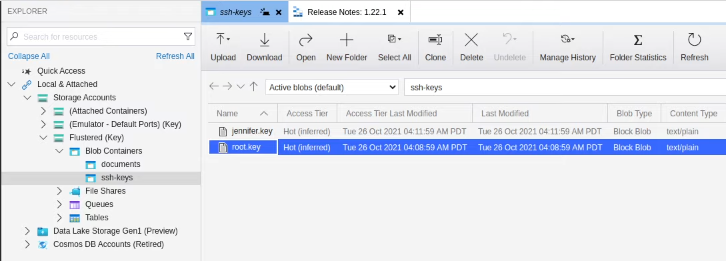 EXPLORER
Search for resources
Collapse All Refresh All
Quick Access
Local & Attached
Storage Accounts
(Attached Containers)
(Emulator - Default Ports) (Key)
Flustered (Key)
Blob Containers
documents
ssh-keys
File Shares
Queues
Tables
Data Lake Storage Gen1 (Preview)
Cosmos DB Accounts (Retired)
ssh-keys Release Notes: 1.22.1
Upload Download Open New Folder Select All Clone Delete Undelete Manage History Folder Statistics Refresh
Active blobs (default) ssh-keys
Name Access Tier Access Tier Last Modified Last Modified Blob Type Content Type
jennifer.key Hot (inferred) Tue 26 Oct 2021 04:11:59 AM PDT Tue 26 Oct 2021 04:11:59 AM PDT Block Blob text/plain
root.key Hot (inferred) Tue 26 Oct 2021 04:08:59 AM PDT Tue 26 Oct 2021 04:08:59 AM PDT Block Blob text/plain